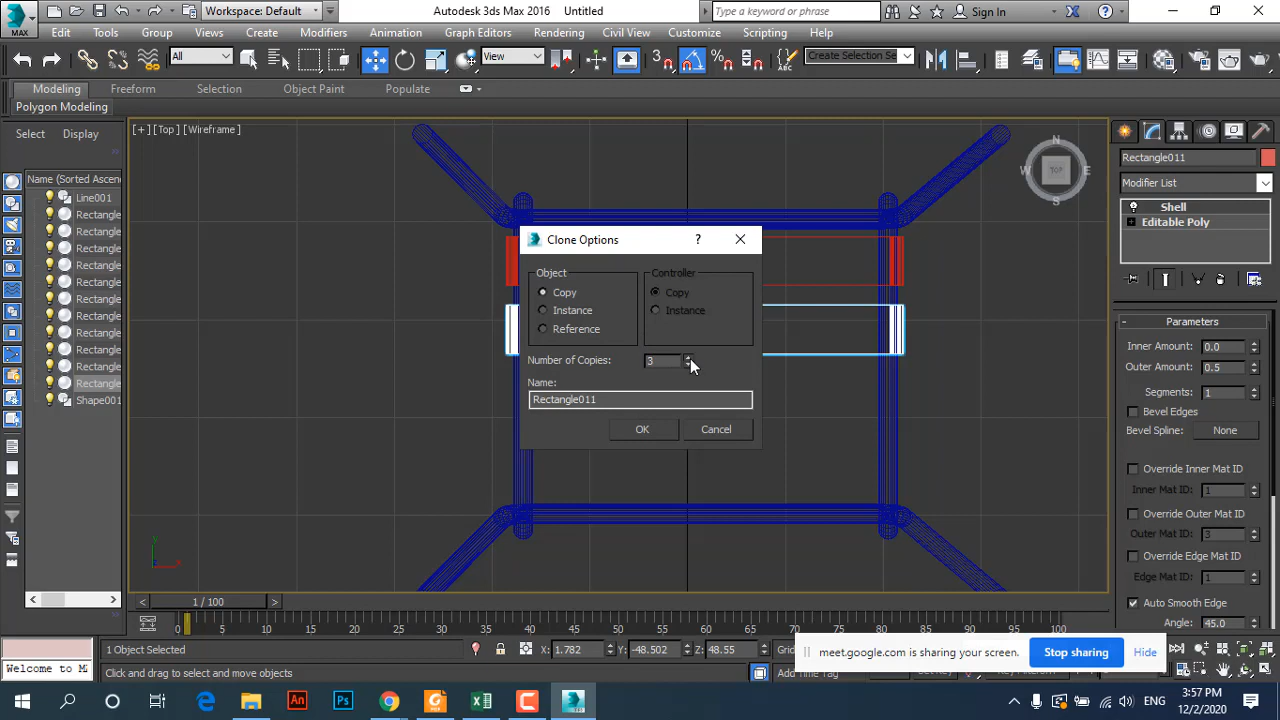 MAX
Workspace: Default
Autodesk 3ds Max 2016 Untitled
Type a keyword or phrase
Sign In
Edit Tools Group Views Create Modifiers Animation Graph Editors Rendering Civil View Customize Scripting Help
All
View
3
Create Selection Se
Modeling Freeform Selection Object Paint Populate
Polygon Modeling
Select Display
[+] [Top] [Wireframe]
Name (Sorted Ascen
Line001
Rectangle
Rectangle
Rectangle
Rectangle
Rectangle
Rectangle
Rectangle
Rectangle
Rectangle
Rectangle
Rectangle
Shape001
N
W TOP E
S
Clone Options ?
Object
Copy
Instance
Reference
Controller
Copy
Instance
Number of Copies: 3
Name:
Rectangle011
OK Cancel
y
x
Rectangle011
Modifier List
Shell
Editable Poly
Parameters
Inner Amount: 0.0
Outer Amount: 0.5
Segments: 1
Bevel Edges
Bevel Spline: None
Override Inner Mat ID
Inner Mat ID: 1
Override Outer Mat ID
Outer Mat ID: 3
Override Edge Mat ID
Edge Mat ID: 1
Auto Smooth Edge
Angle: 45.0
1 / 100
0 5 10 15 20 25 30 35 40 45 50 55 60 65 70 75 80 85 90 95 100
1 Object Selected
X: 1.782 Y: -48.502 Z: 48.55
Welcome to M
Click and drag to select and move objects
meet.google.com is sharing your screen. Stop sharing Hide
An Ps
ENG
3:57 PM
12/2/2020